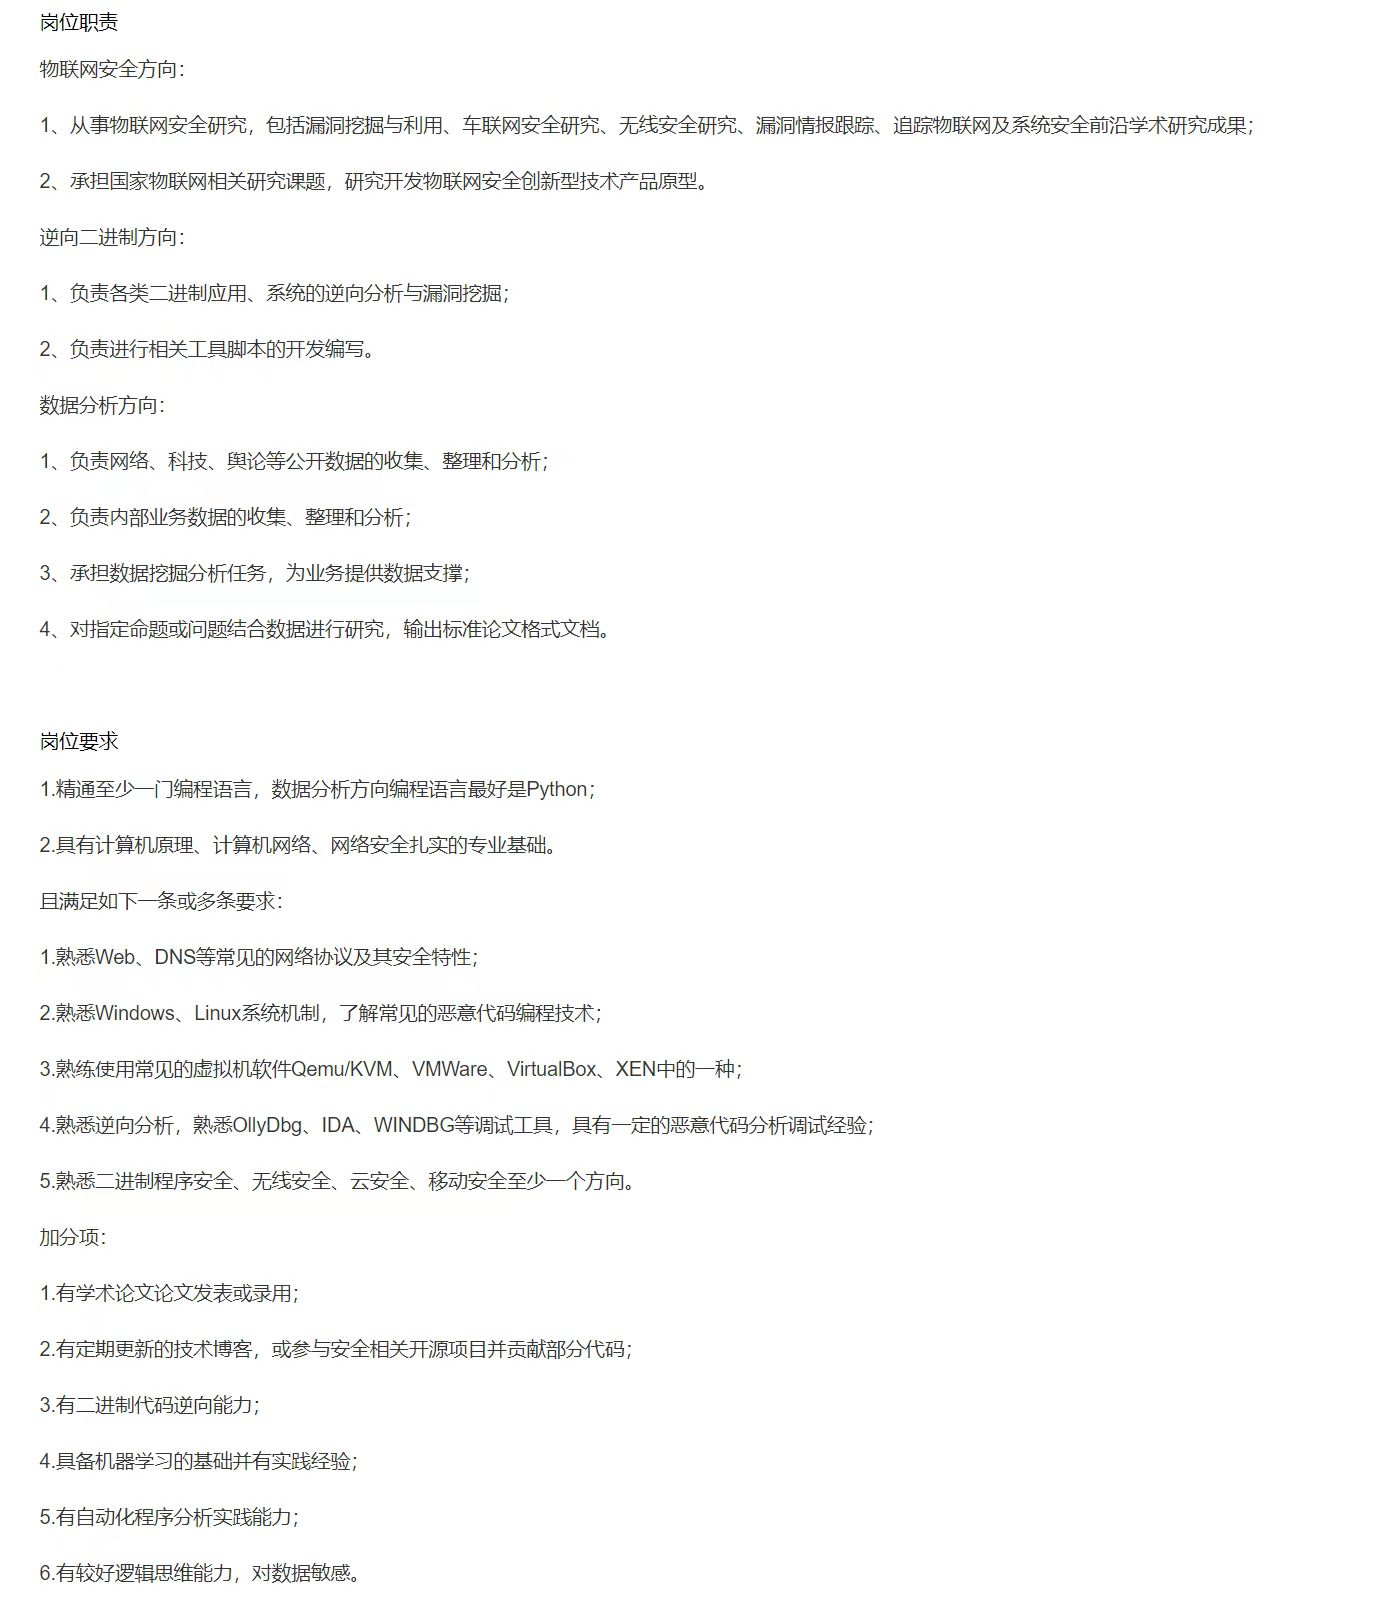 岗位职责
物联网安全方向：
1、从事物联网安全研究，包括漏洞挖掘与利用、车联网安全研究、无线安全研究、漏洞情报跟踪、追踪物联网及系统安全前沿学术研究成果；
2、承担国家物联网相关研究课题，研究开发物联网安全创新型技术产品原型。
逆向二进制方向：
1、负责各类二进制应用、系统的逆向分析与漏洞挖掘；
2、负责进行相关工具脚本的开发编写。
数据分析方向：
1、负责网络、科技、舆论等公开数据的收集、整理和分析；
2、负责内部业务数据的收集、整理和分析；
3、承担数据挖掘分析任务，为业务提供数据支撑；
4、对指定命题或问题结合数据进行研究，输出标准论文格式文档。
岗位要求
1.精通至少一门编程语言，数据分析方向编程语言最好是Python；
2.具有计算机原理、计算机网络、网络安全扎实的专业基础。
且满足如下一条或多条要求：
1.熟悉Web、DNS等常见的网络协议及其安全特性；
2.熟悉Windows、Linux系统机制，了解常见的恶意代码编程技术；
3.熟练使用常见的虚拟机软件Qemu/KVM、VMWare、VirtualBox、XEN中的一种；
4.熟悉逆向分析，熟悉OllyDbg、IDA、WINDBG等调试工具，具有一定的恶意代码分析调试经验；
5.熟悉二进制程序安全、无线安全、云安全、移动安全至少一个方向。
加分项：
1.有学术论文论文发表或录用；
2.有定期更新的技术博客，或参与安全相关开源项目并贡献部分代码；
3.有二进制代码逆向能力；
4.具备机器学习的基础并有实践经验；
5.有自动化程序分析实践能力；
6.有较好逻辑思维能力，对数据敏感。